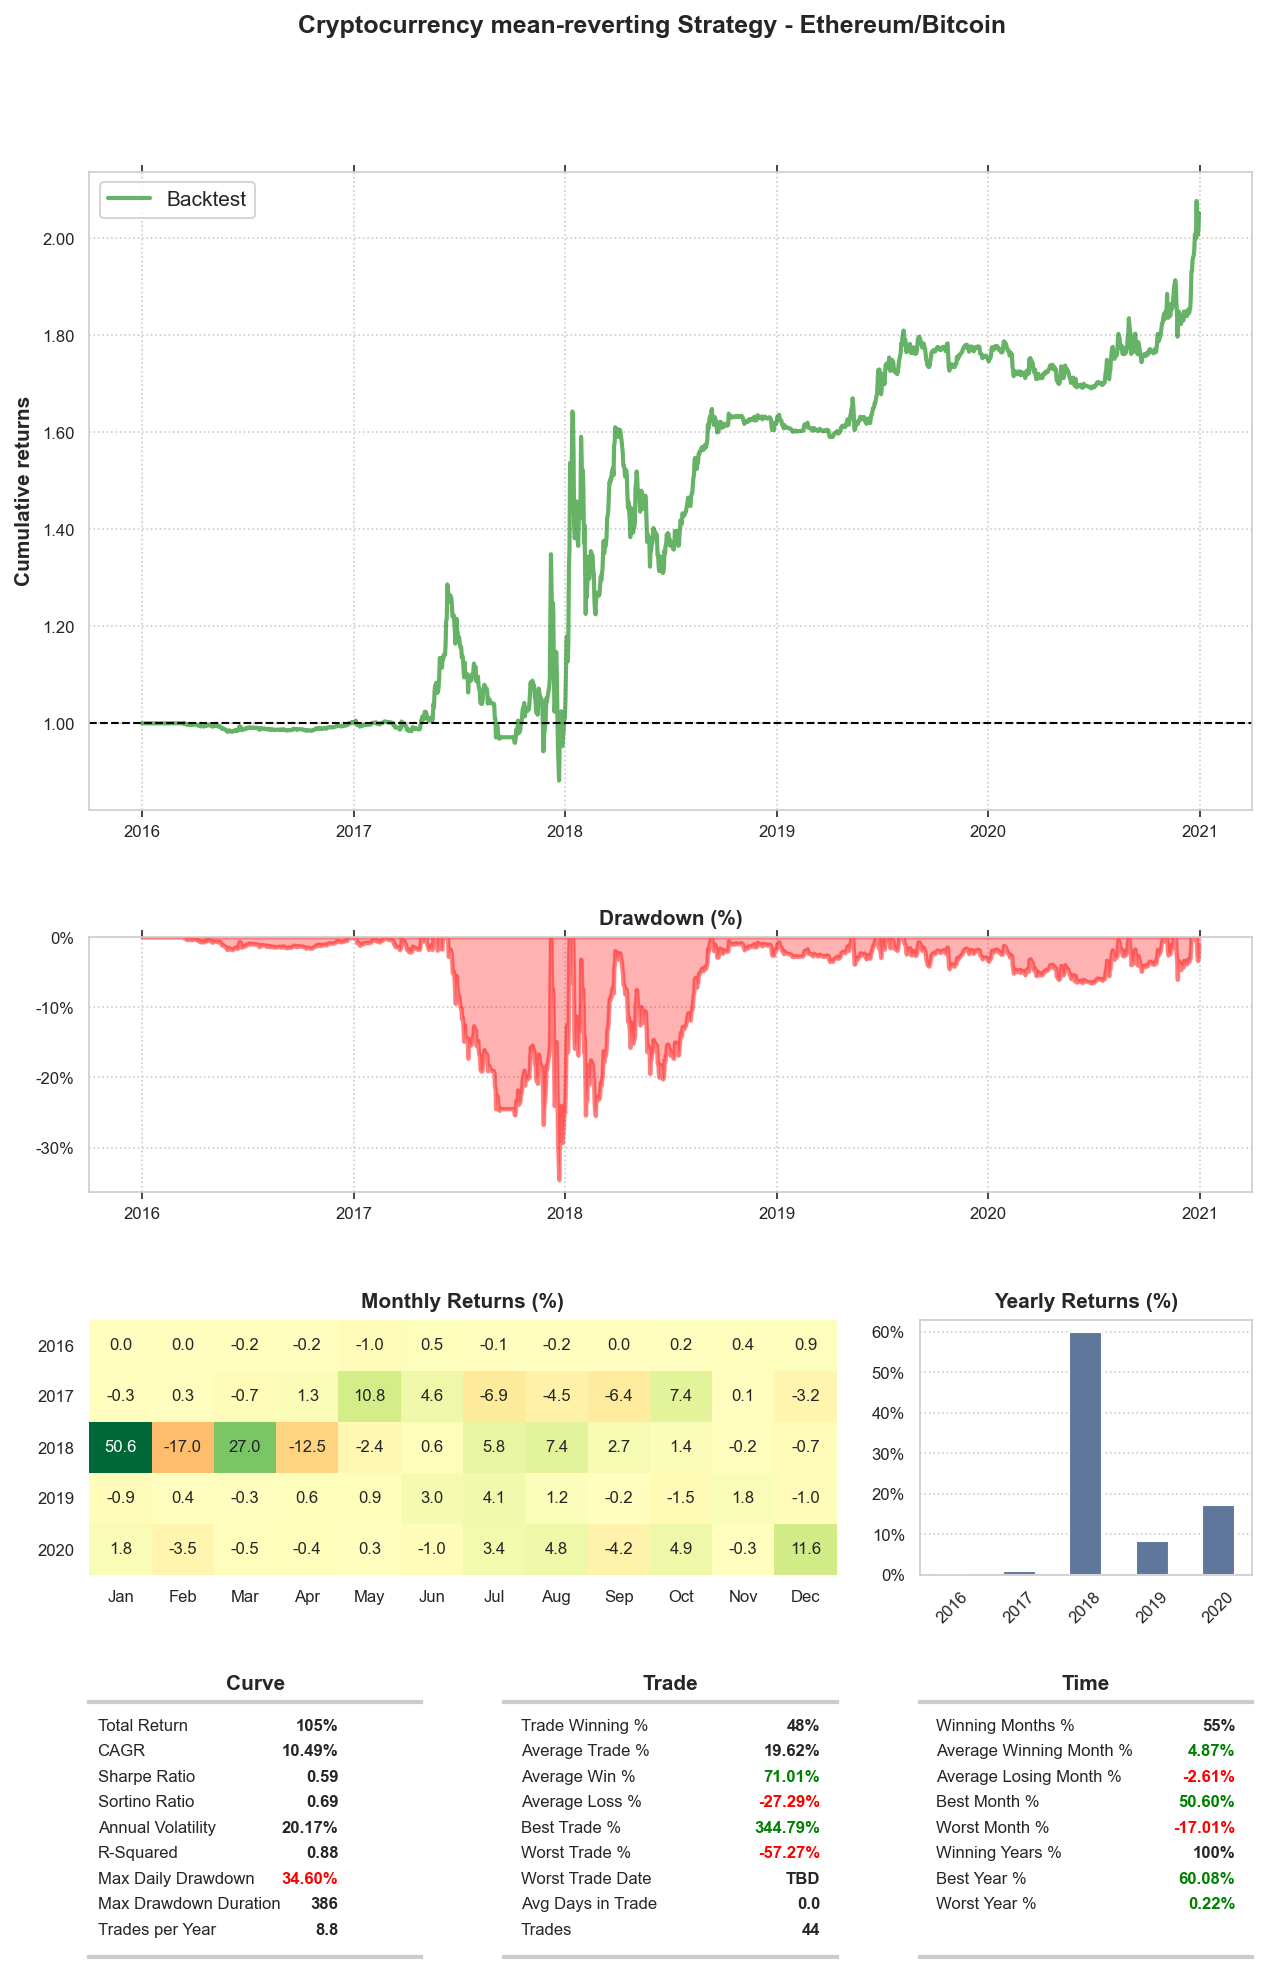 Cryptocurrency mean-reverting Strategy - Ethereum/Bitcoin
Backtest
Cumulative returns
2.00
1.80
1.60
1.40
1.20
1.00
2016 2017 2018 2019 2020 2021
Drawdown (%)
0%
-10%
-20%
-30%
2016 2017 2018 2019 2020 2021
Monthly Returns (%)
2016 0.0 0.0 -0.2 -0.2 -1.0 0.5 -0.1 -0.2 0.0 0.2 0.4 0.9
2017 -0.3 0.3 -0.7 1.3 10.8 4.6 -6.9 -4.5 -6.4 7.4 0.1 -3.2
2018 50.6 -17.0 27.0 -12.5 -2.4 0.6 5.8 7.4 2.7 1.4 -0.2 -0.7
2019 -0.9 0.4 -0.3 0.6 0.9 3.0 4.1 1.2 -0.2 -1.5 1.8 -1.0
2020 1.8 -3.5 -0.5 -0.4 0.3 -1.0 3.4 4.8 -4.2 4.9 -0.3 11.6
Jan Feb Mar Apr May Jun Jul Aug Sep Oct Nov Dec
Yearly Returns (%)
60%
50%
40%
30%
20%
10%
0%
2016 2017 2018 2019 2020
Curve
Total Return 105%
CAGR 10.49%
Sharpe Ratio 0.59
Sortino Ratio 0.69
Annual Volatility 20.17%
R-Squared 0.88
Max Daily Drawdown 34.60%
Max Drawdown Duration 386
Trades per Year 8.8
Trade
Trade Winning % 48%
Average Trade % 19.62%
Average Win % 71.01%
Average Loss % -27.29%
Best Trade % 344.79%
Worst Trade % -57.27%
Worst Trade Date TBD
Avg Days in Trade 0.0
Trades 44
Time
Winning Months % 55%
Average Winning Month % 4.87%
Average Losing Month % -2.61%
Best Month % 50.60%
Worst Month % -17.01%
Winning Years % 100%
Best Year % 60.08%
Worst Year % 0.22%